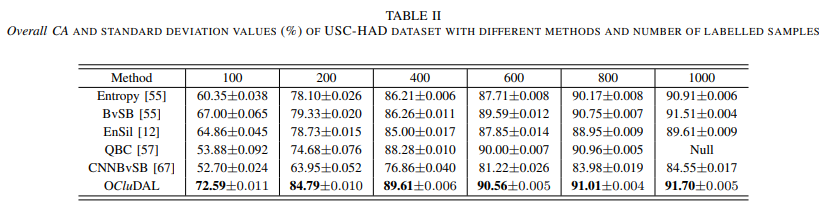 TABLE II
Overall CA AND STANDARD DEVIATION VALUES (%) OF USC-HAD DATASET WITH DIFFERENT METHODS AND NUMBER OF LABELLED SAMPLES
Method 100 200 400 600 800 1000
Entropy [55] 60.35±0.038 78.10±0.026 86.21±0.006 87.71±0.008 90.17±0.008 90.91±0.006
BvSB [55] 67.00±0.065 79.33±0.020 86.26±0.011 89.59±0.012 90.75±0.007 91.51±0.004
EnSil [12] 64.86±0.045 78.73±0.015 85.00±0.017 87.85±0.014 88.95±0.009 89.61±0.009
QBC [57] 53.88±0.092 74.68±0.076 88.28±0.010 90.00±0.007 90.96±0.005 Null
CNNBvSB [67] 52.70±0.024 63.95±0.052 76.86±0.040 81.22±0.026 83.98±0.019 84.55±0.017
OCluDAL 72.59±0.011 84.79±0.010 89.61±0.006 90.56±0.005 91.01±0.004 91.70±0.005